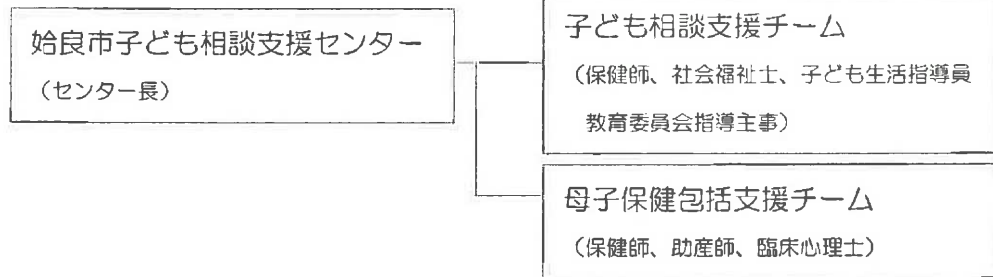 姶良市子ども相談支援センター
（センター長）
子ども相談支援チーム
（保健師、社会福祉士、子ども生活指導員
教育委員会指導主事）
母子保健包括支援チーム
（保健師、助産師、臨床心理士）